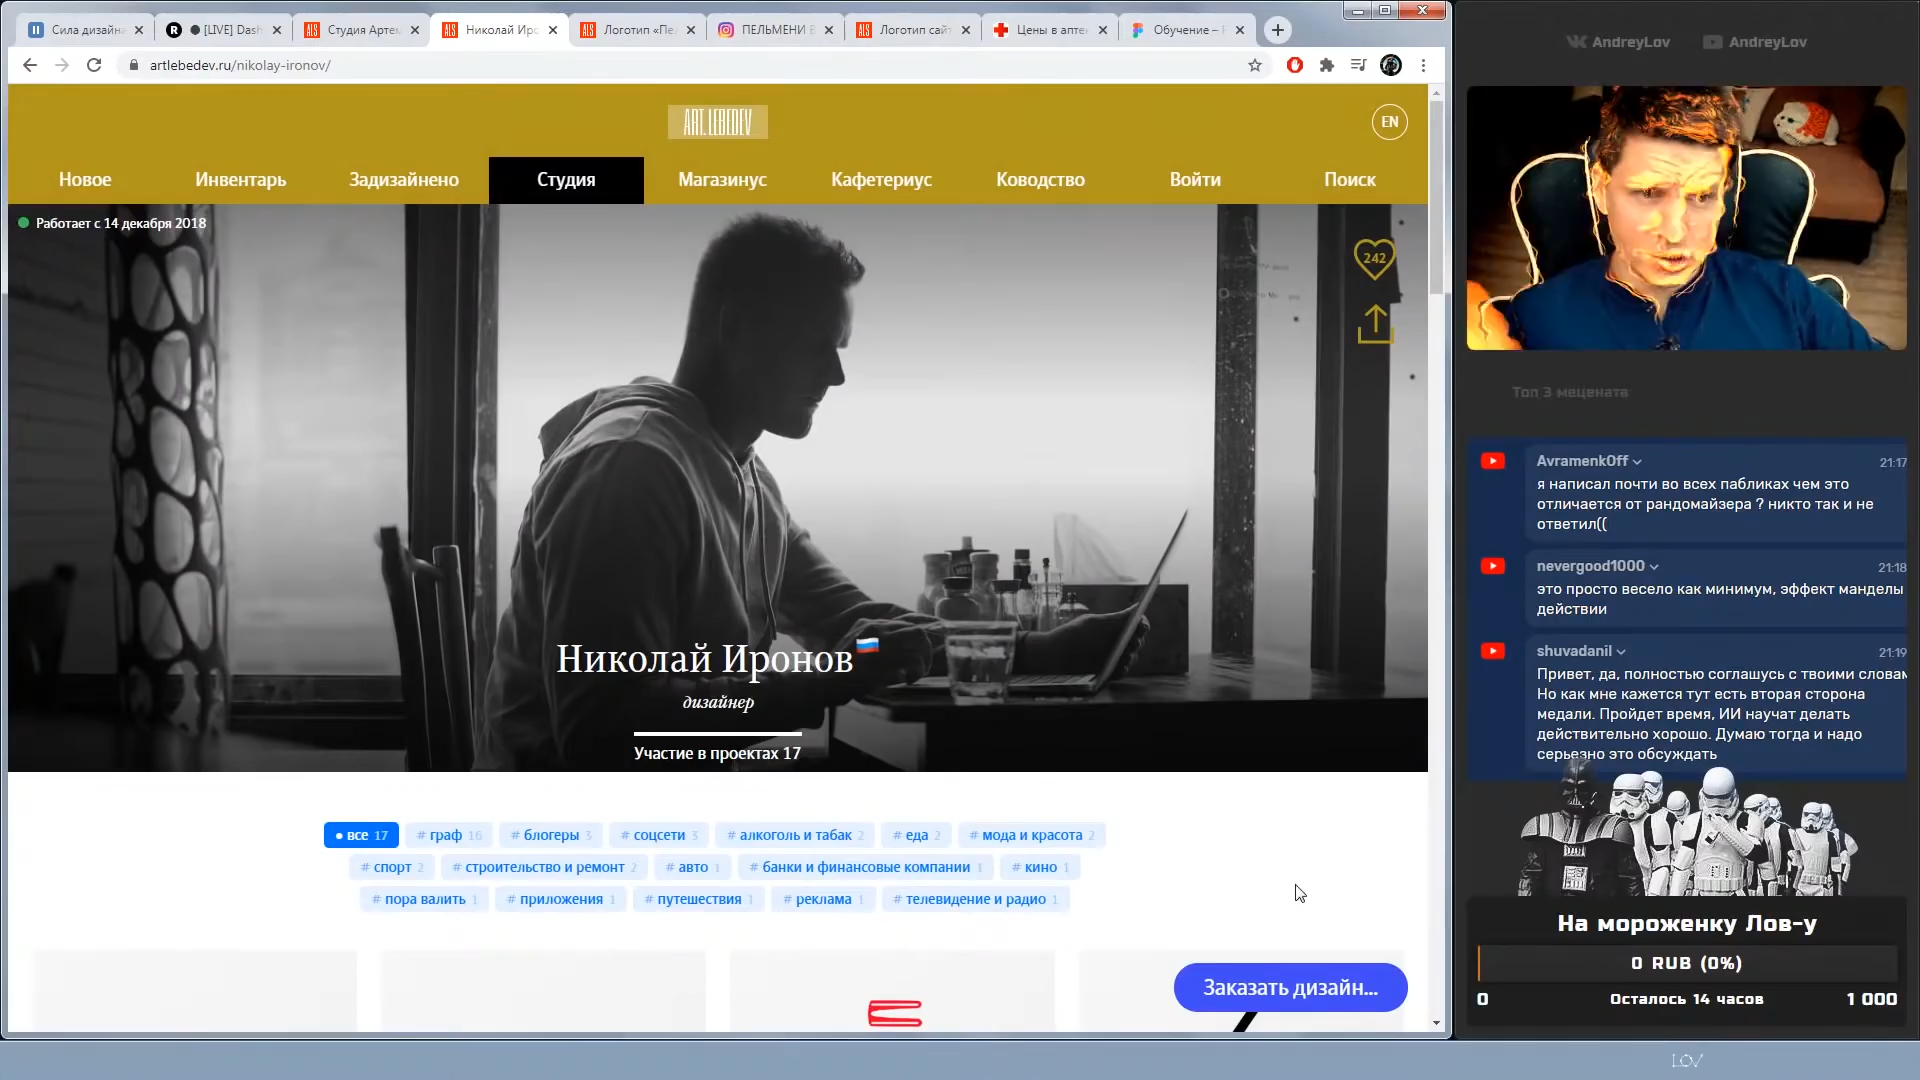 Сила дизайна
[LIVE] Dash
Студия Артем
Николай Иро
Логотип «Пел
ПЕЛЬМЕНИ В
Логотип сайт
Цены в аптек
Обучение –
artlebedev.ru/nikolay-ironov/
ART. LEBEDEV
EN
Новое
Инвентарь
Задизайнено
Студия
Магазинус
Кафетериус
Ководство
Войти
Поиск
Работает с 14 декабря 2018
242
Николай Иронов
дизайнер
Участие в проектах 17
все 17 # граф 16 # блогеры 3 # соцсети 3 # алкоголь и табак 2 # еда 2 # мода и красота 2
# спорт 2 # строительство и ремонт 2 # авто 1 # банки и финансовые компании 1 # кино 1
# пора валить 1 # приложения 1 # путешествия 1 # реклама 1 # телевидение и радио 1
Заказать дизайн...
AndreyLov AndreyLov
Топ 3 мецената
AvramenkOff 21:17
я написал почти во всех пабликах чем это
отличается от рандомайзера ? никто так и не
ответил((
nevergood1000 21:18
это просто весело как минимум, эффект манделы
действии
shuvadanil 21:19
Привет, да, полностью соглашусь с твоими словам
Но как мне кажется тут есть вторая сторона
медали. Пройдет время, ИИ научат делать
действительно хорошо. Думаю тогда и надо
серьезно это обсуждать
На мороженку Лов-у
0 RUB (0%)
0 Осталось 14 часов 1 000
LOV